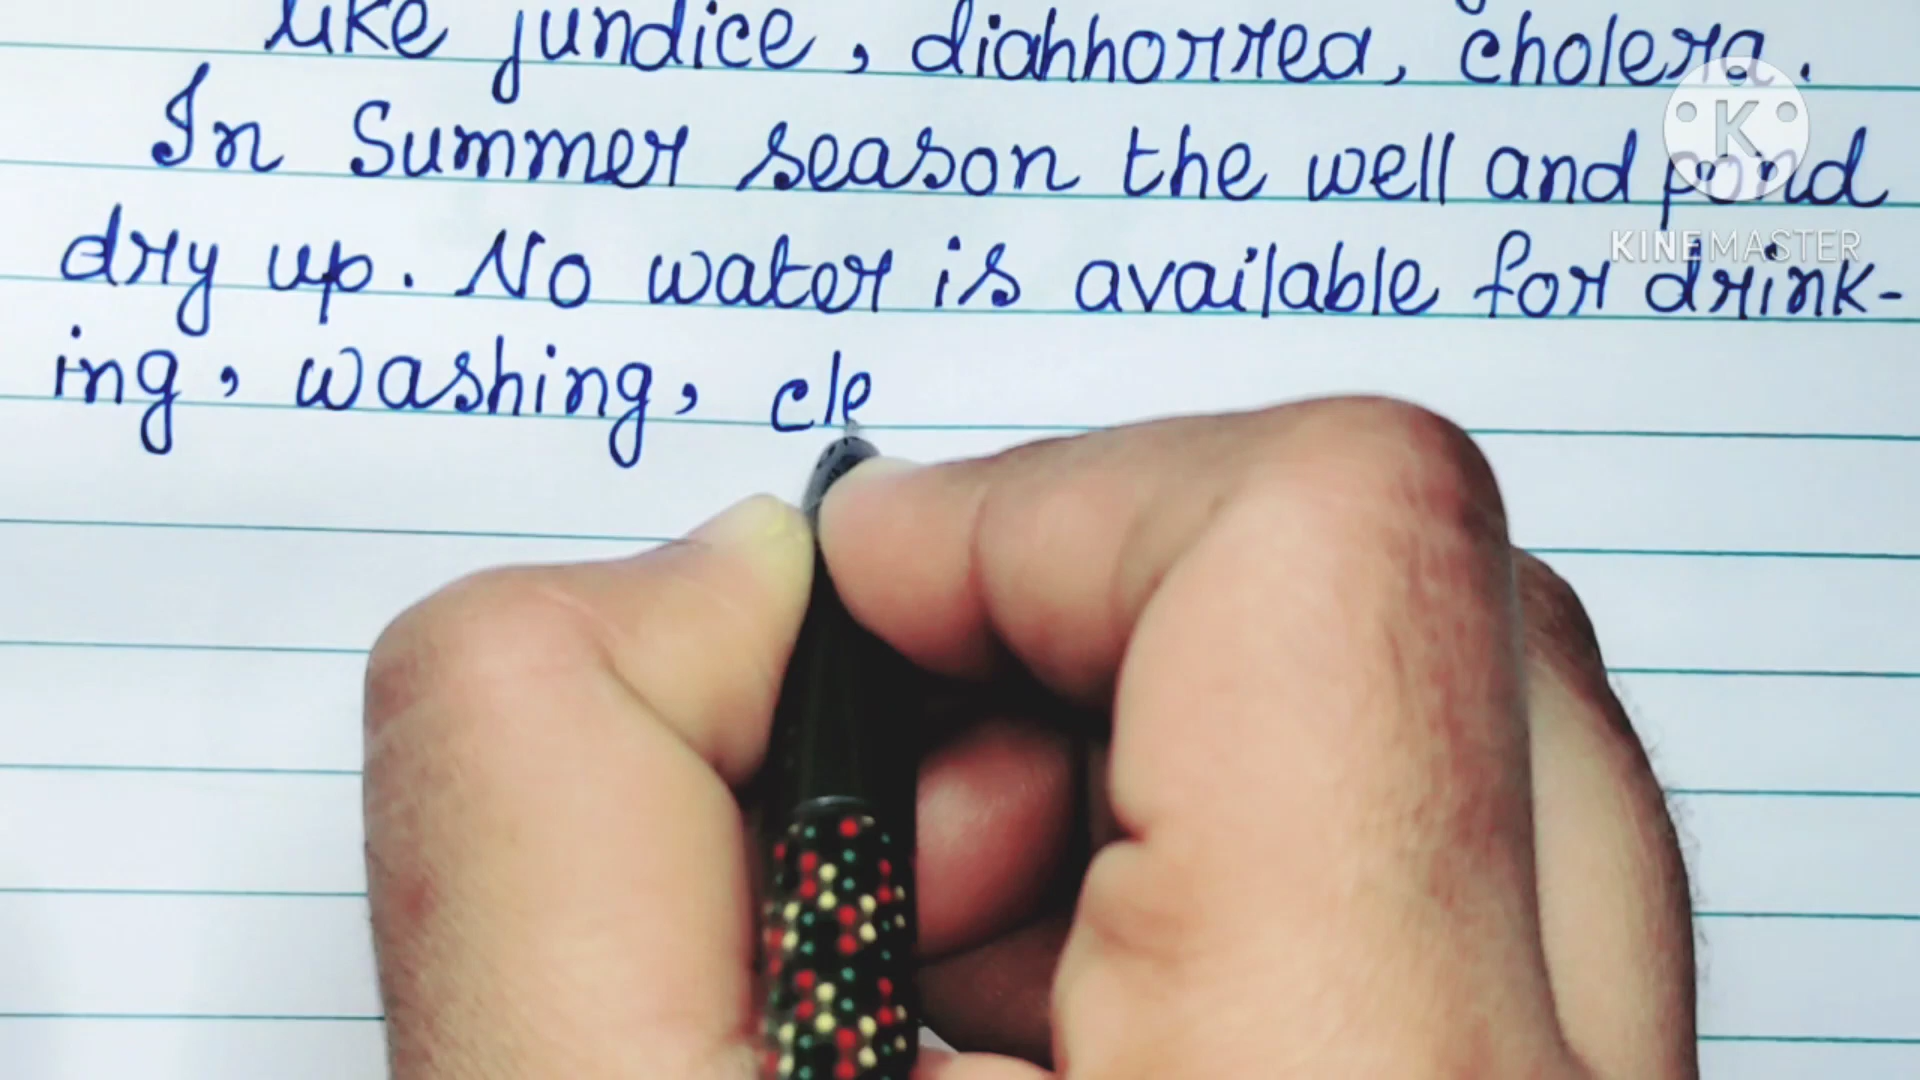 like jundice, diahhorrea, cholera.
In Summer season the well and pond
dry up. No water is available for drink-
ing, washing, cle
K
KINEMASTER